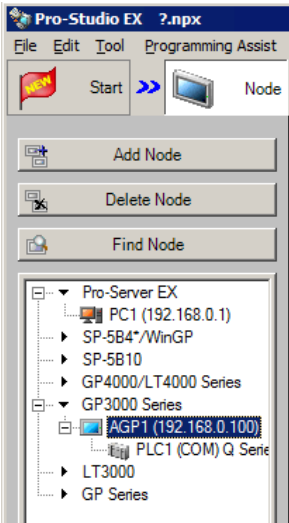 Pro-Studio EX ?.npx
File Edit Tool Programming Assist
NEW Start Node
Add Node
Delete Node
Find Node
Pro-Server EX
PC1 (192.168.0.1)
SP-5B4*/WinGP
SP-5B10
GP4000/LT4000 Series
GP3000 Series
AGP1 (192.168.0.100)
PLC1 (COM) Q Serie
LT3000
GP Series